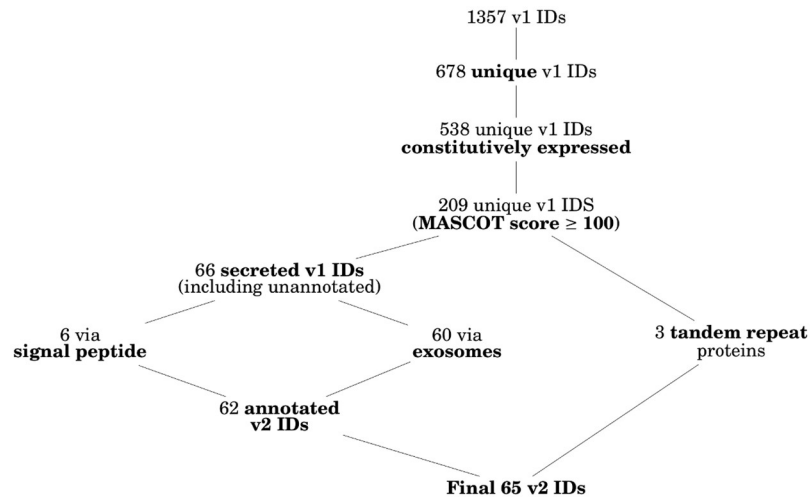 1357 v1 IDs
678 unique v1 IDs
538 unique v1 IDs
constitutively expressed
209 unique v1 IDS
(MASCOT score ≥ 100)
66 secreted v1 IDs
(including unannotated)
6 via
signal peptide
60 via
exosomes
3 tandem repeat
proteins
62 annotated
v2 IDs
Final 65 v2 IDs